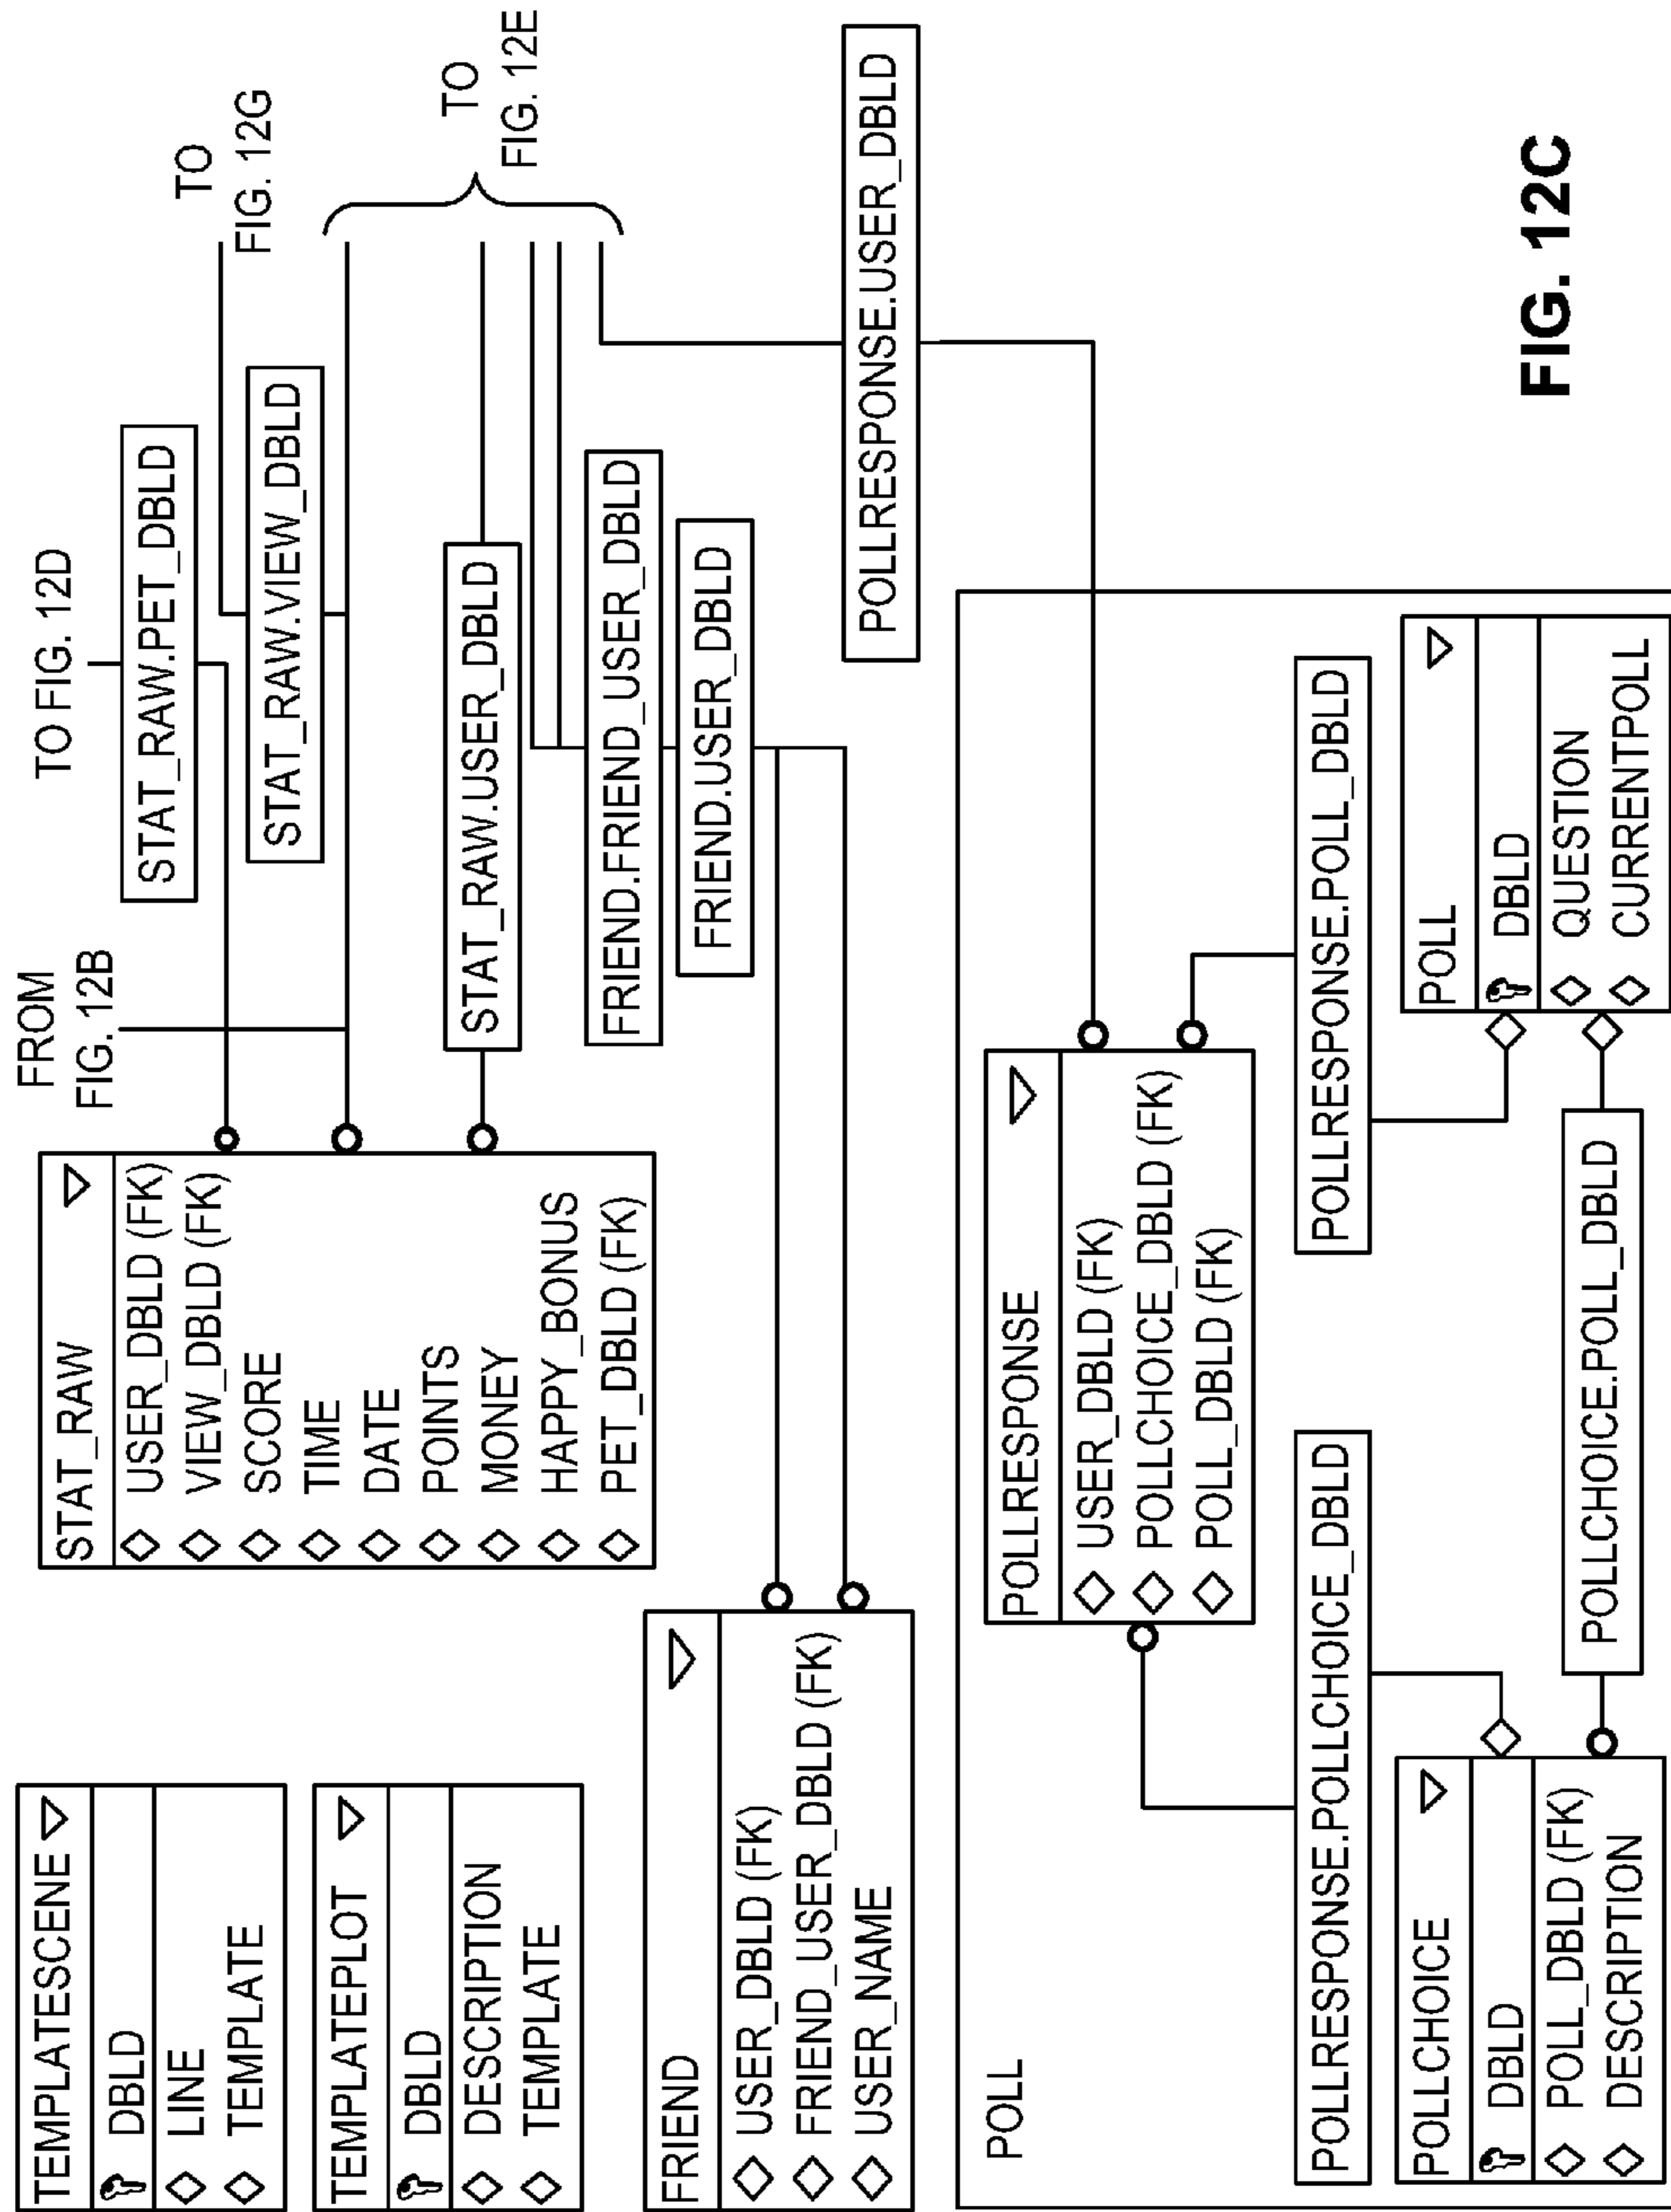 TEMPLATESCENE
DBLD
LINE
TEMPLATE
TEMPLATEPLOT
DBLD
DESCRIPTION
TEMPLATE
STAT_RAW
USER_DBLD (FK)
VIEW_DBLD (FK)
SCORE
TIME
DATE
POINTS
MONEY
HAPPY_BONUS
PET_DBLD (FK)
FROM
FIG. 12B
TO FIG. 12D
STAT_RAW.PET_DBLD
TO
FIG. 12G
STAT_RAW.VIEW_DBLD
STAT_RAW.USER_DBLD
TO
FIG. 12E
FRIEND.FRIEND_USER_DBLD
FRIEND.USER_DBLD
FRIEND
USER_DBLD (FK)
FRIEND_USER_DBLD (FK)
USER_NAME
POLLRESPONSE.USER_DBLD
POLL
POLLRESPONSE
USER_DBLD (FK)
POLLCHOICE_DBLD (FK)
POLL_DBLD (FK)
POLLRESPONSE.POLLCHOICE_DBLD
POLLRESPONSE.POLL_DBLD
POLLCHOICE
DBLD
POLL_DBLD (FK)
DESCRIPTION
POLLCHOICE.POLL_DBLD
POLL
DBLD
QUESTION
CURRENTPOLL
FIG. 12C